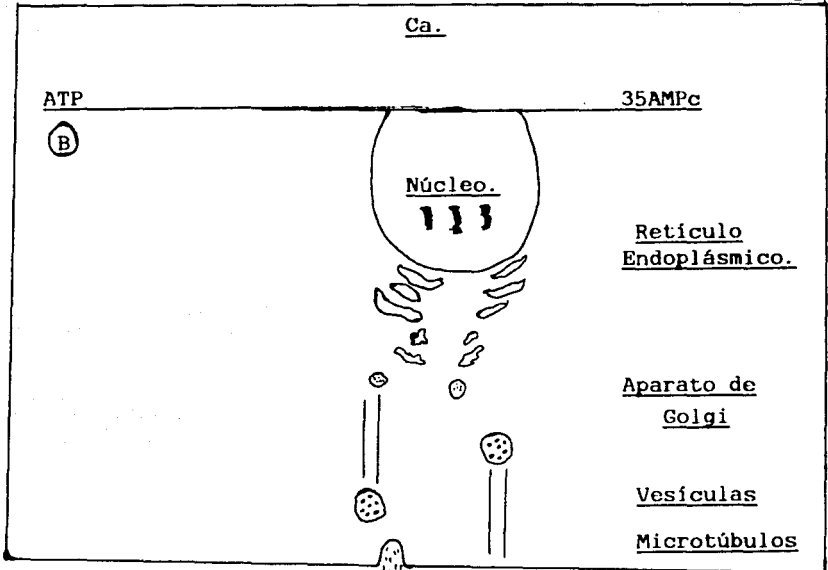 Ca.
ATP
35AMPc
B
Núcleo.
Retículo
Endoplásmico.
Aparato de
Golgi
Vesículas
Microtúbulos